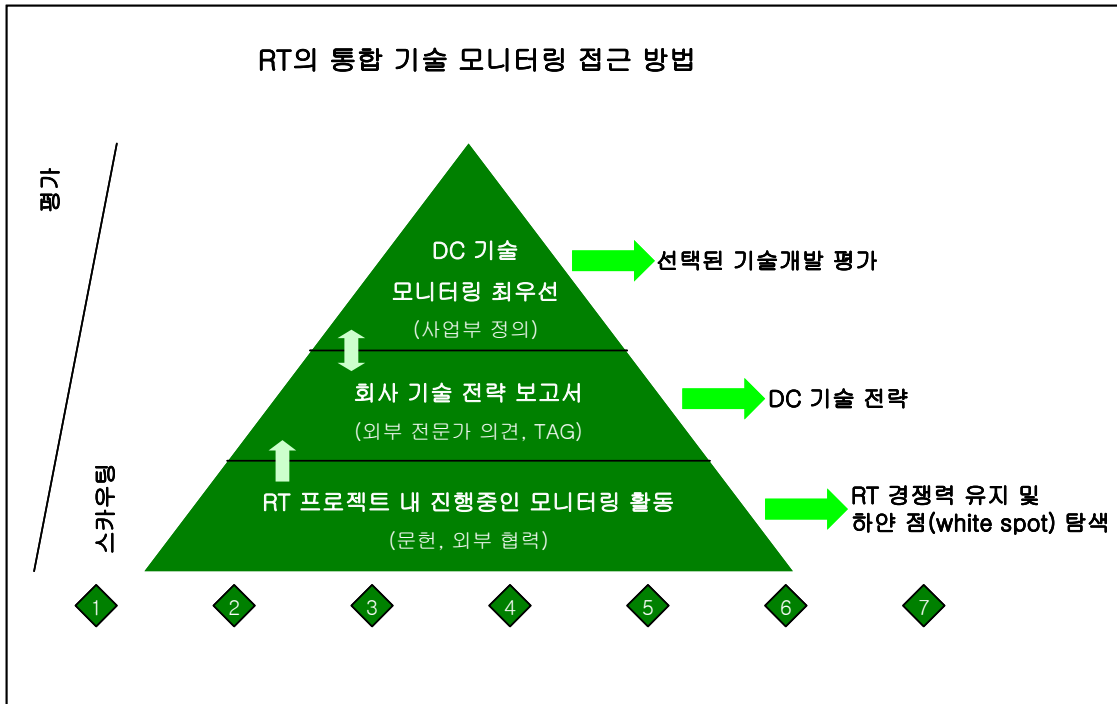 RT의 통합 기술 모니터링 접근 방법
평가
DC 기술
모니터링 최우선
(사업부 정의)
선택된 기술개발 평가
회사 기술 전략 보고서
(외부 전문가 의견, TAG)
DC 기술 전략
스카우팅
RT 프로젝트 내 진행중인 모니터링 활동
(문헌, 외부 협력)
RT 경쟁력 유지 및
하얀 점(white spot) 탐색
1 2 3 4 5 6 7